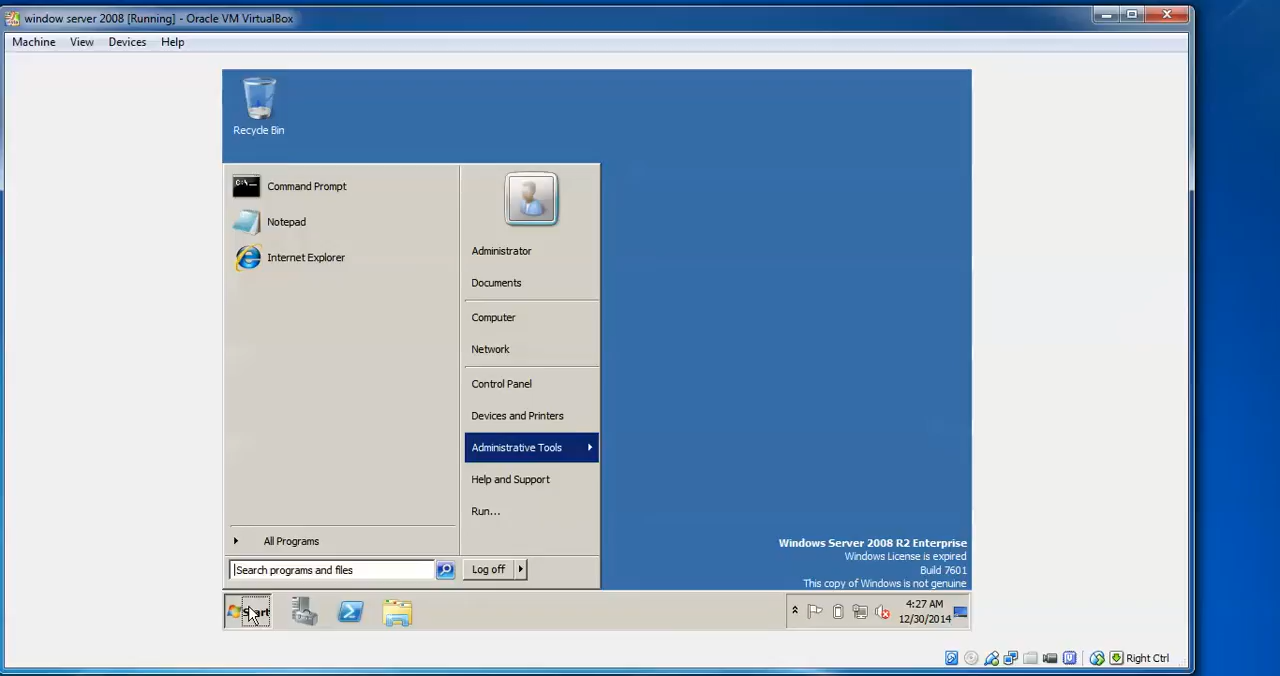 window server 2008 [Running] - Oracle VM VirtualBox
Machine View Devices Help
Recycle Bin
Command Prompt
Notepad
Internet Explorer
All Programs
Search programs and files
Administrator
Documents
Computer
Network
Control Panel
Devices and Printers
Administrative Tools
Help and Support
Run...
Log off
Windows Server 2008 R2 Enterprise
Windows License is expired
Build 7601
This copy of Windows is not genuine
Start
4:27 AM
12/30/2014
Right Ctrl